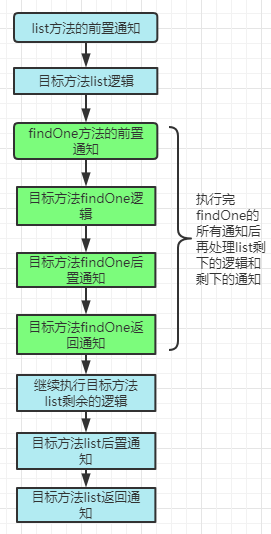 list方法的前置通知
目标方法list逻辑
findOne方法的前置
通知
目标方法findOne逻
辑
目标方法findOne后
置通知
目标方法findOne返
回通知
执行完
findOne的
所有通知后
再处理list剩
下的逻辑和
剩下的通知
继续执行目标方法
list剩余的逻辑
目标方法list后置通
知
目标方法list返回通
知